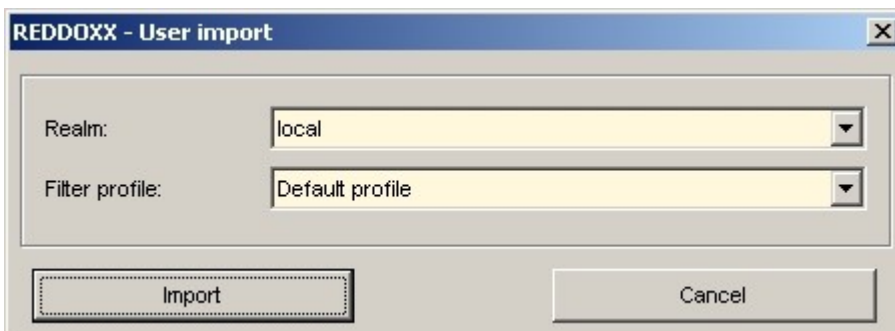 REDDOXX - User import
Realm: local
Filter profile: Default profile
Import Cancel